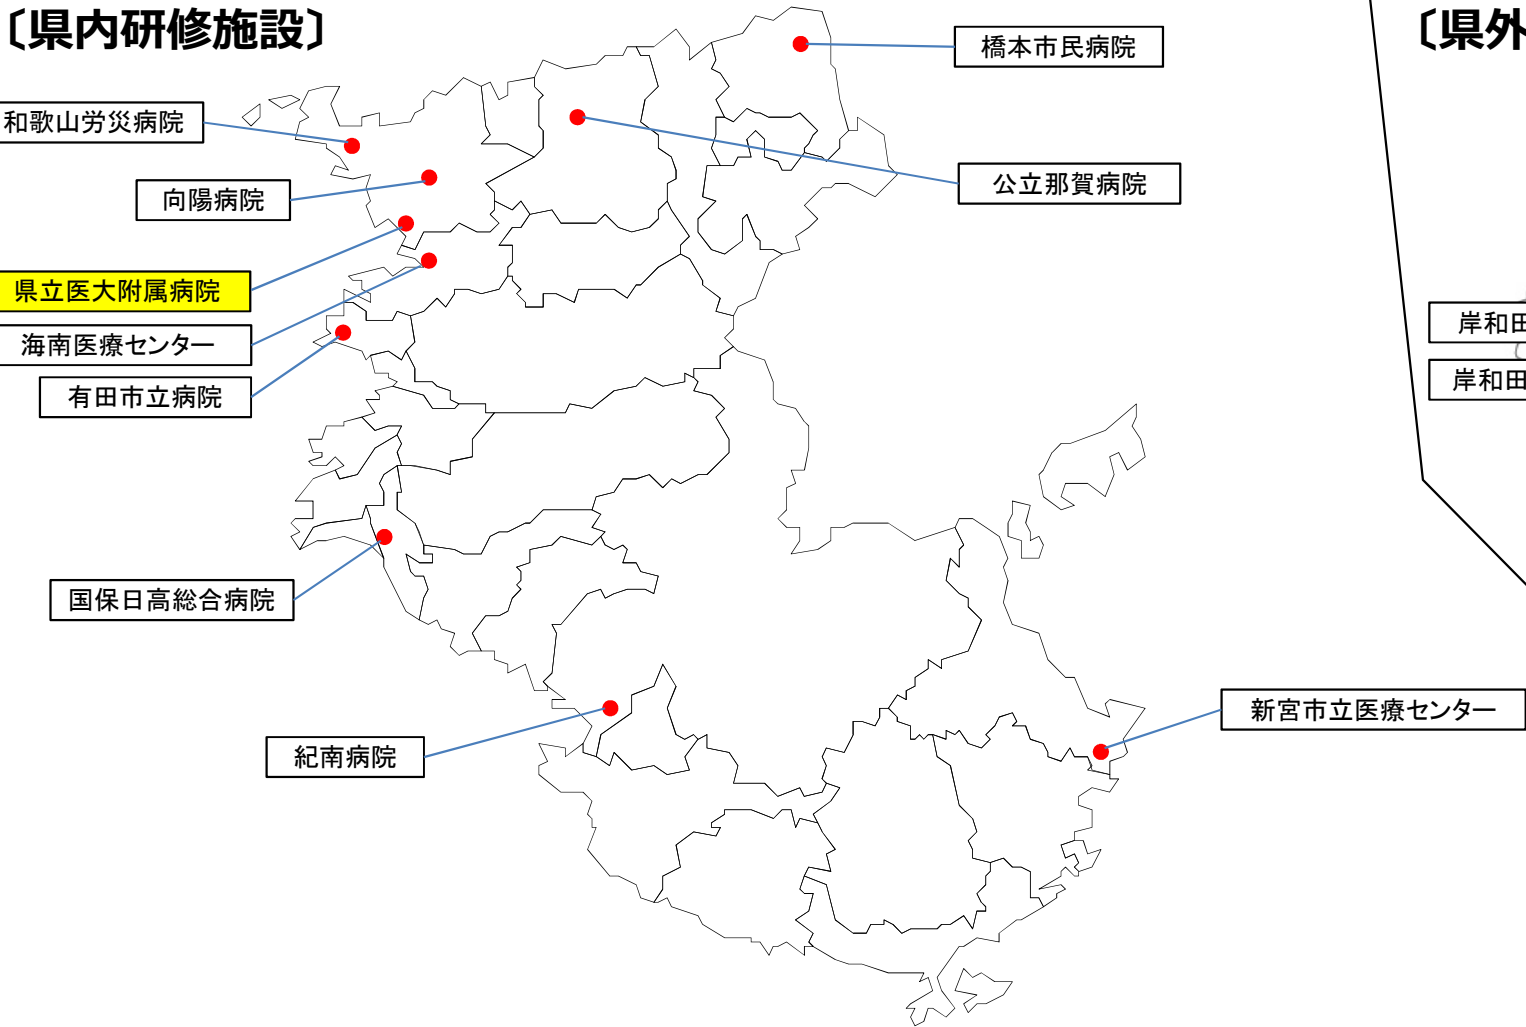 〔県内研修施設〕
〔県外
橋本市民病院
和歌山労災病院
公立那賀病院
向陽病院
県立医大附属病院
海南医療センター
有田市立病院
岸和田
岸和田
国保日高総合病院
紀南病院
新宮市立医療センター